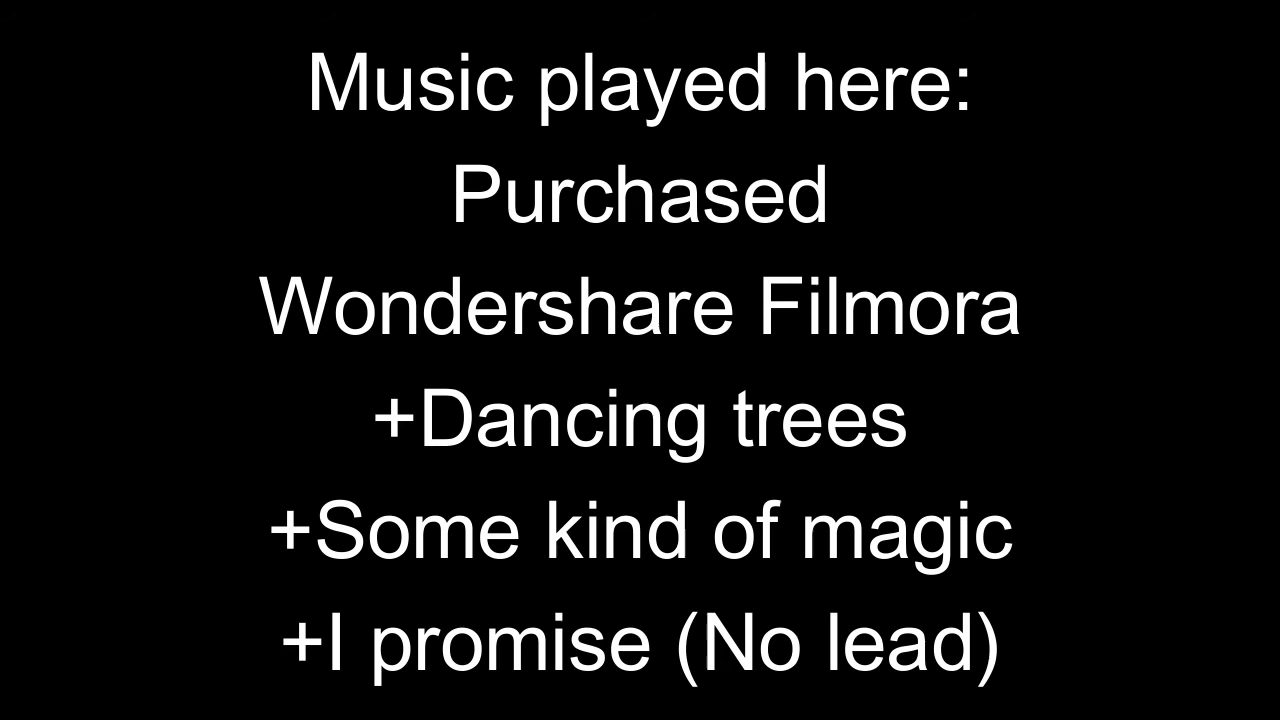 Music played here:
Purchased
Wondershare Filmora
+Dancing trees
+Some kind of magic
+I promise (No lead)